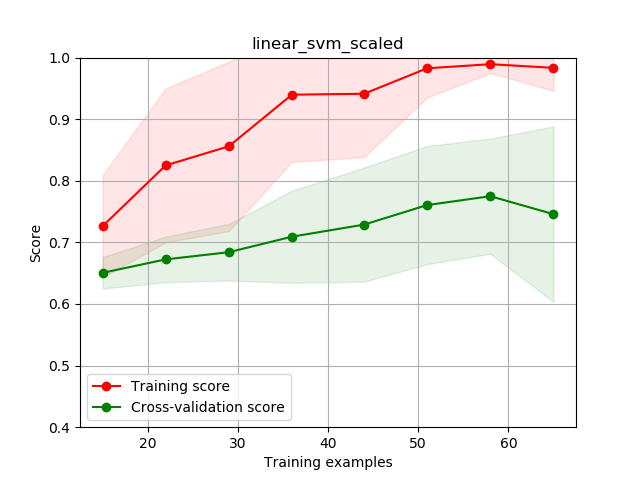 linear_svm_scaled
1.0
0.9
0.8
0.7
0.6
0.5
0.4
Score
Training score
Cross-validation score
20 30 40 50 60
Training examples